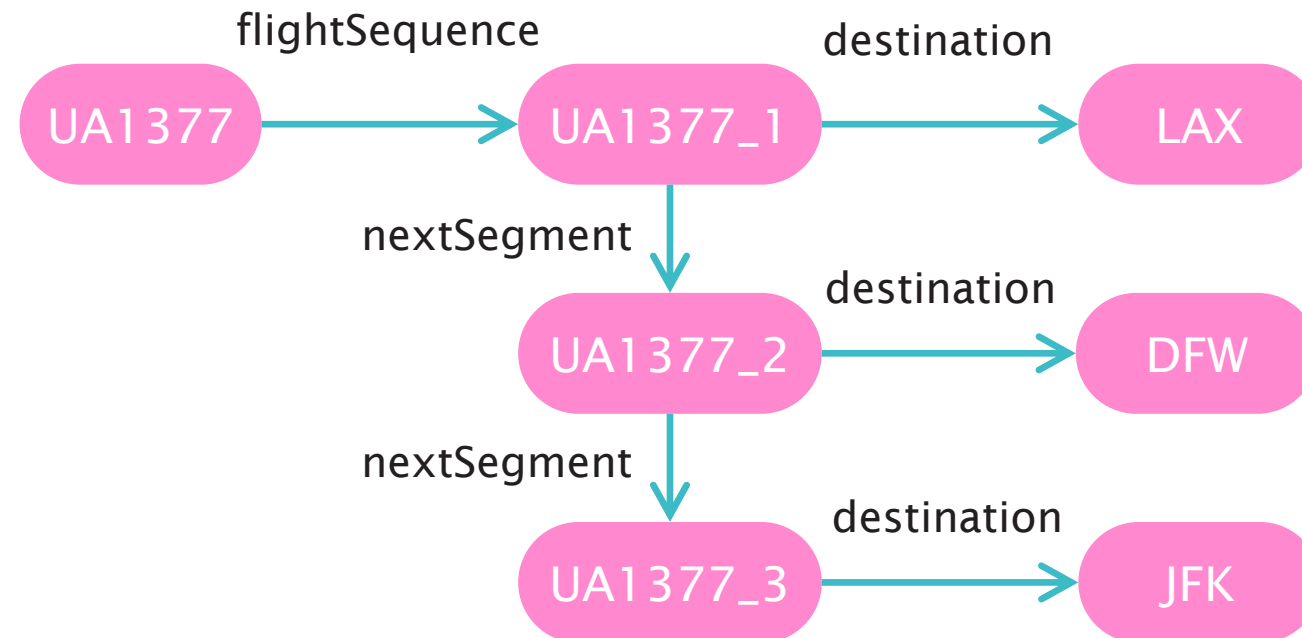 flightSequence
destination
UA1377
UA1377_1
LAX
nextSegment
destination
UA1377_2
DFW
nextSegment
destination
UA1377_3
JFK